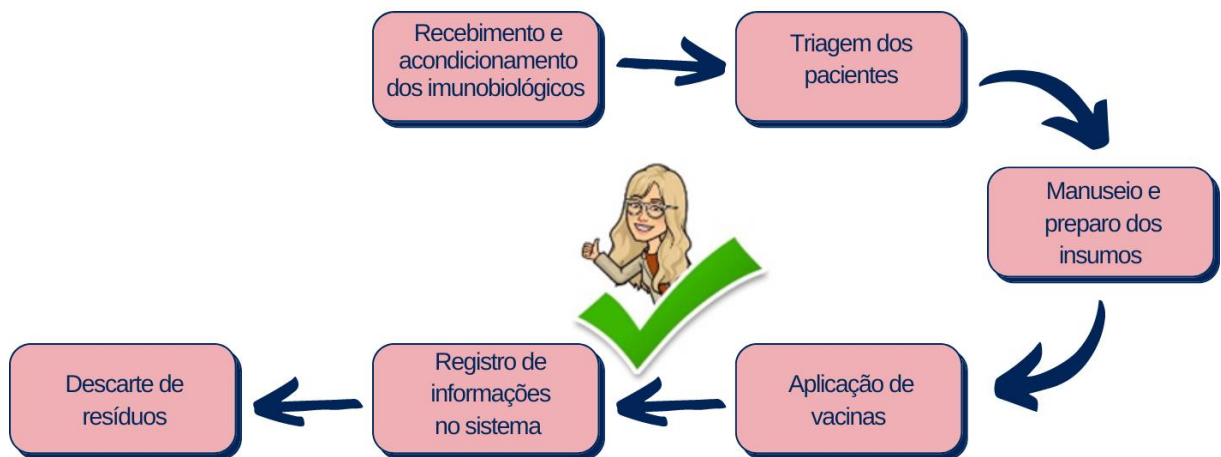 Recebimento e
acondicionamento
dos imunobiológicos
Triagem dos
pacientes
Manuseio e
preparo dos
insumos
Aplicação de
vacinas
Registro de
informações
no sistema
Descarte de
resíduos